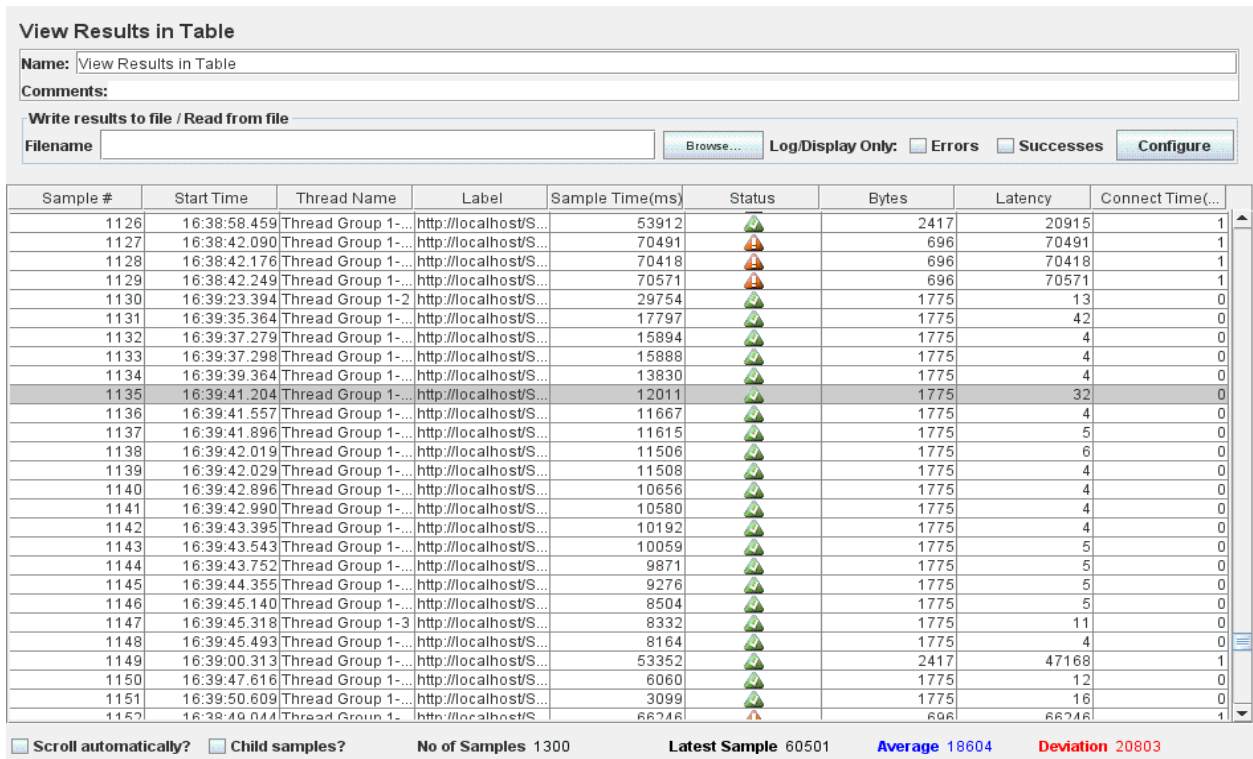 View Results in Table
Name: View Results in Table
Comments:
Write results to file / Read from file
Filename Browse... Log/Display Only: Errors Successes Configure
Sample # Start Time Thread Name Label Sample Time(ms) Status Bytes Latency Connect Time(...
1126 16:38:58.459 Thread Group 1-... http://localhost/S... 53912 2417 20915 1
1127 16:38:42.090 Thread Group 1-... http://localhost/S... 70491 696 70491 1
1128 16:38:42.176 Thread Group 1-... http://localhost/S... 70418 696 70418 1
1129 16:38:42.249 Thread Group 1-... http://localhost/S... 70571 696 70571 1
1130 16:39:23.394 Thread Group 1-2 http://localhost/S... 29754 1775 13 0
1131 16:39:35.364 Thread Group 1-... http://localhost/S... 17797 1775 42 0
1132 16:39:37.279 Thread Group 1-... http://localhost/S... 15894 1775 4 0
1133 16:39:37.298 Thread Group 1-... http://localhost/S... 15888 1775 4 0
1134 16:39:39.364 Thread Group 1-... http://localhost/S... 13830 1775 4 0
1135 16:39:41.204 Thread Group 1-... http://localhost/S... 12011 1775 32 0
1136 16:39:41.557 Thread Group 1-... http://localhost/S... 11667 1775 4 0
1137 16:39:41.896 Thread Group 1-... http://localhost/S... 11615 1775 5 0
1138 16:39:42.019 Thread Group 1-... http://localhost/S... 11506 1775 6 0
1139 16:39:42.029 Thread Group 1-... http://localhost/S... 11508 1775 4 0
1140 16:39:42.896 Thread Group 1-... http://localhost/S... 10656 1775 4 0
1141 16:39:42.990 Thread Group 1-... http://localhost/S... 10580 1775 4 0
1142 16:39:43.395 Thread Group 1-... http://localhost/S... 10192 1775 4 0
1143 16:39:43.543 Thread Group 1-... http://localhost/S... 10059 1775 5 0
1144 16:39:43.752 Thread Group 1-... http://localhost/S... 9871 1775 5 0
1145 16:39:44.355 Thread Group 1-... http://localhost/S... 9276 1775 5 0
1146 16:39:45.140 Thread Group 1-... http://localhost/S... 8504 1775 5 0
1147 16:39:45.318 Thread Group 1-3 http://localhost/S... 8332 1775 11 0
1148 16:39:45.493 Thread Group 1-... http://localhost/S... 8164 1775 4 0
1149 16:39:00.313 Thread Group 1-... http://localhost/S... 53352 2417 47168 1
1150 16:39:47.616 Thread Group 1-... http://localhost/S... 6060 1775 12 0
1151 16:39:50.609 Thread Group 1-... http://localhost/S... 3099 1775 16 0
1152 16:38:49.044 Thread Group 1-... http://localhost/S... 66246 696 66246 1
Scroll automatically? Child samples? No of Samples 1300 Latest Sample 60501 Average 18604 Deviation 20803